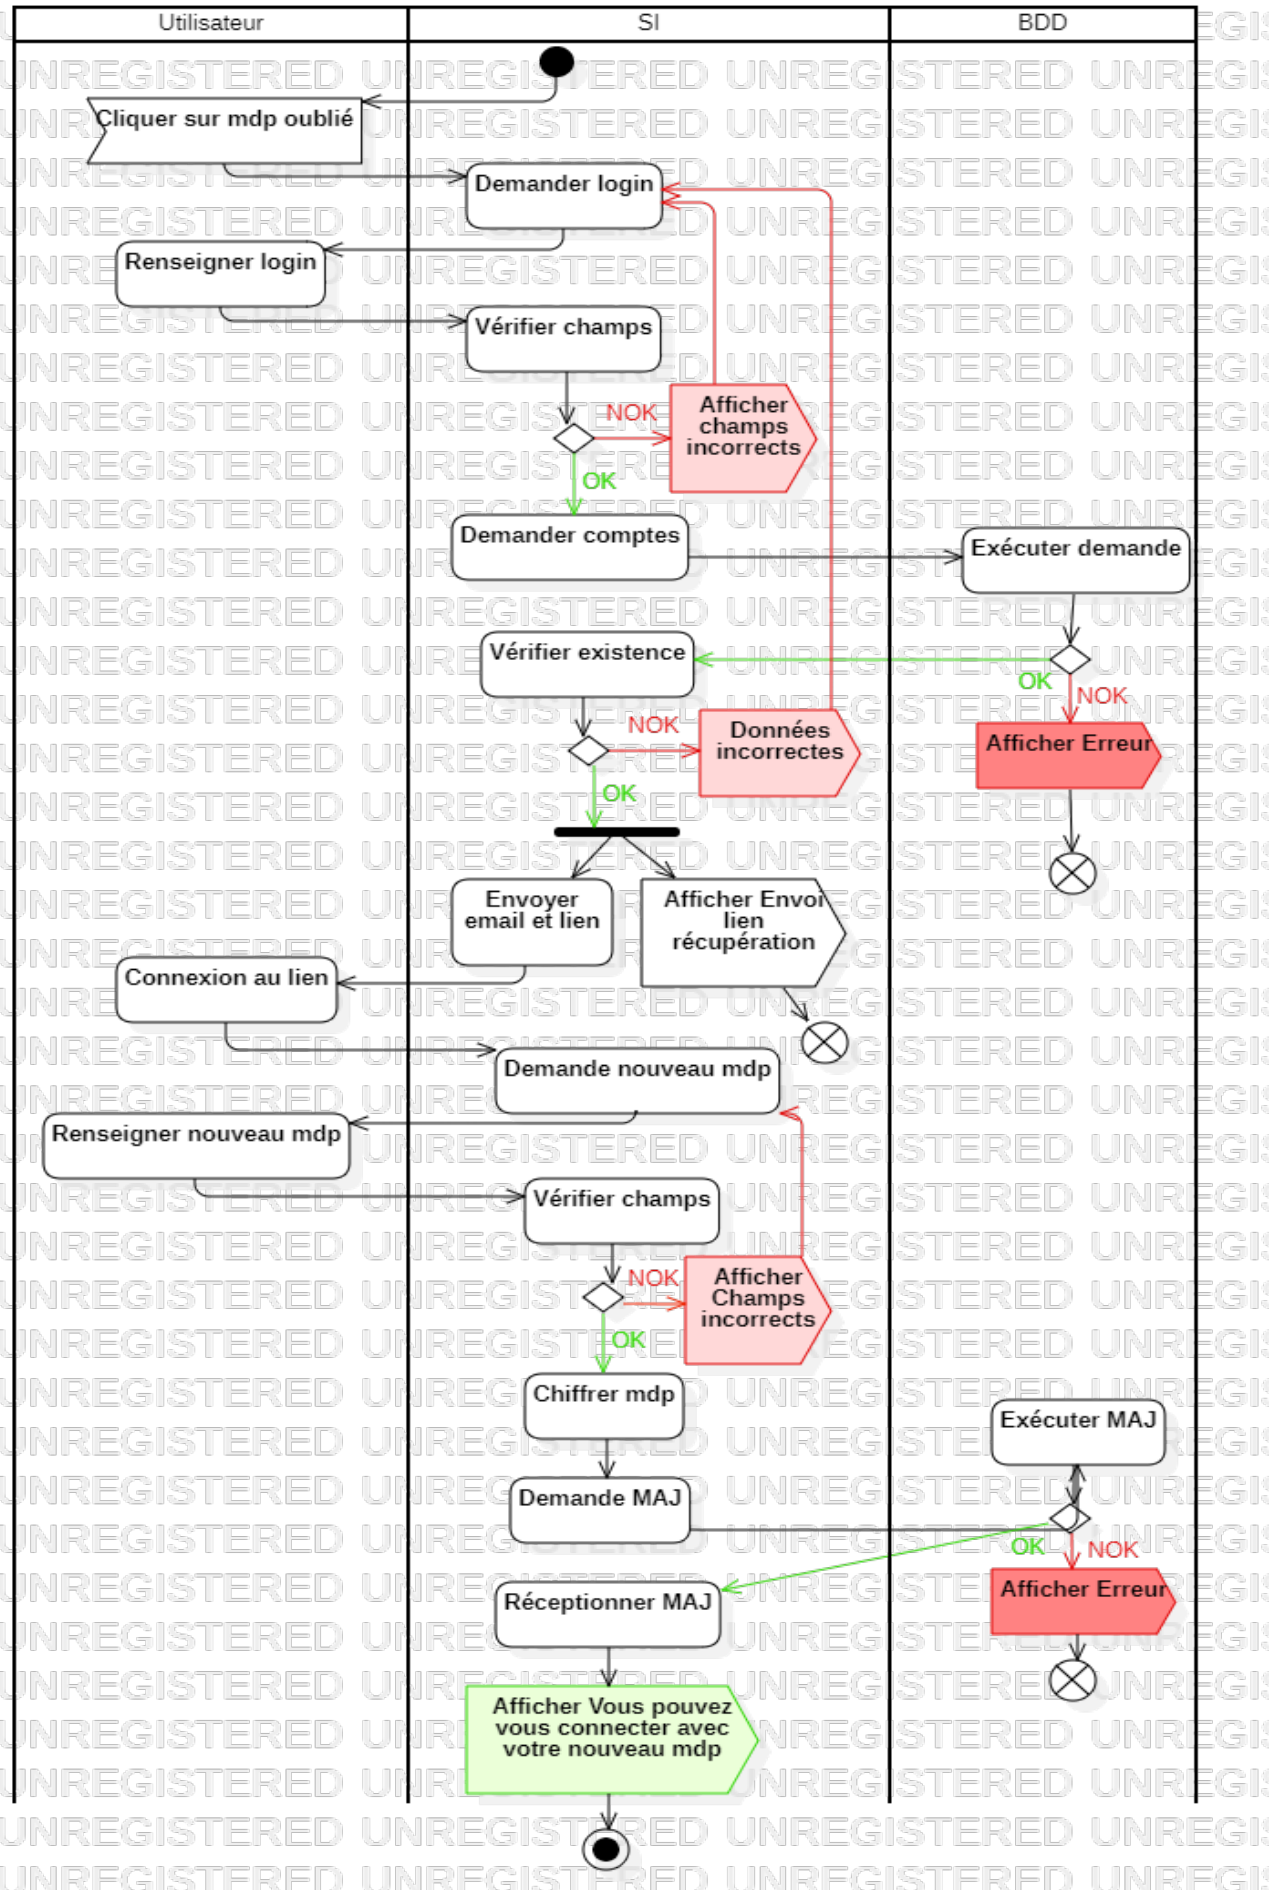 Utilisateur
SI
BDD
Cliquer sur mdp oublié
Demander login
Renseigner login
Vérifier champs
NOK
Afficher
champs
incorrects
OK
Demander comptes
Exécuter demande
Vérifier existence
OK
NOK
NOK
Données
incorrectes
Afficher Erreur
OK
Envoyer
email et lien
Afficher Envoi
lien
récupération
Connexion au lien
Demande nouveau mdp
Renseigner nouveau mdp
Vérifier champs
NOK
Afficher
Champs
incorrects
OK
Chiffrer mdp
Exécuter MAJ
Demande MAJ
OK
NOK
Afficher Erreur
Réceptionner MAJ
Afficher Vous pouvez
vous connecter avec
votre nouveau mdp
UNREGISTERED